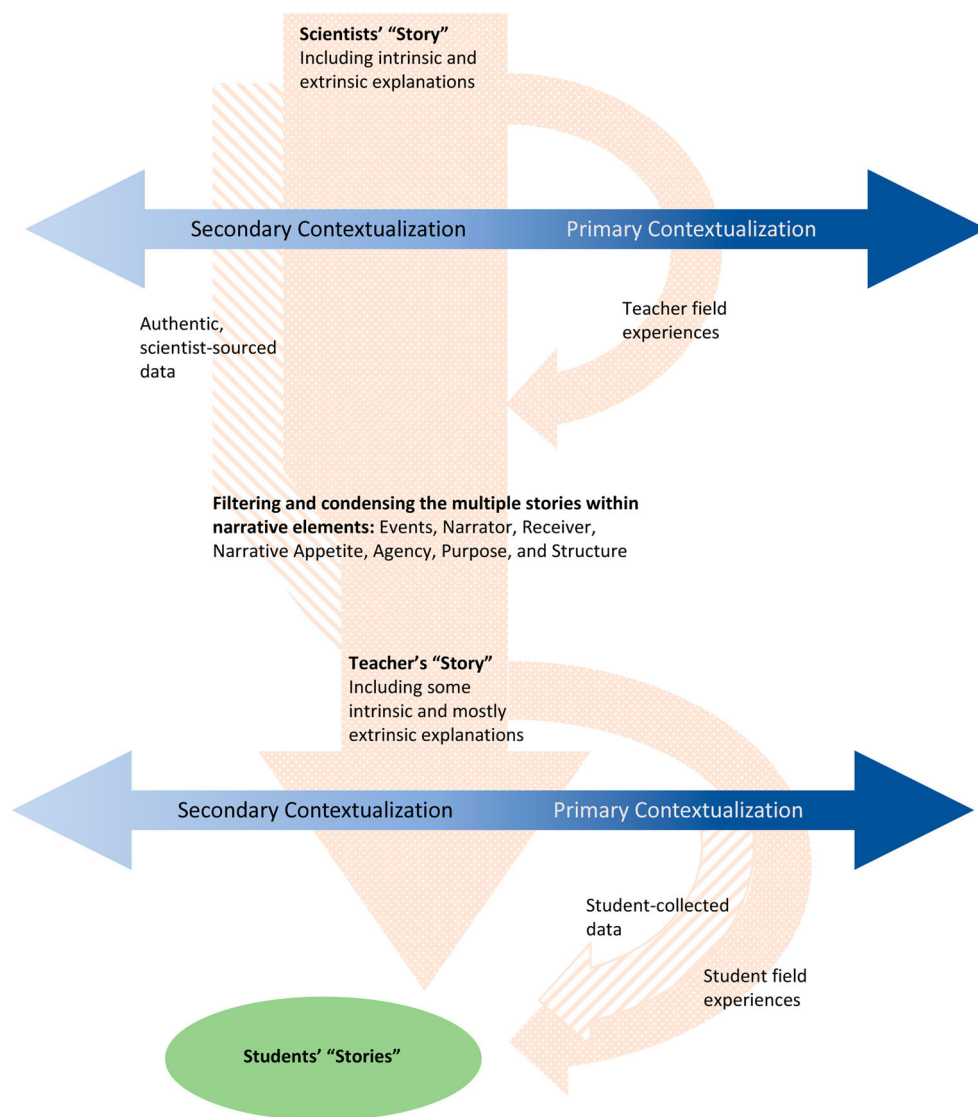 Scientists’ “Story”
Including intrinsic and
extrinsic explanations
Secondary Contextualization
Primary Contextualization
Authentic,
scientist-sourced
data
Teacher field
experiences
Filtering and condensing the multiple stories within
narrative elements: Events, Narrator, Receiver,
Narrative Appetite, Agency, Purpose, and Structure
Teacher’s “Story”
Including some
intrinsic and mostly
extrinsic explanations
Secondary Contextualization
Primary Contextualization
Student-collected
data
Student field
experiences
Students’ “Stories”